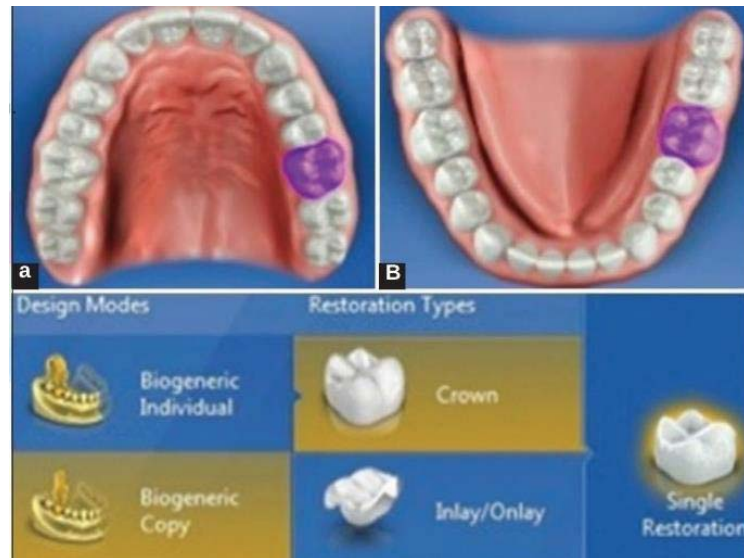 a
B
Design Modes
Restoration Types
Biogeneric
Individual
Crown
Biogeneric
Copy
Inlay/Onlay
Single
Restoration